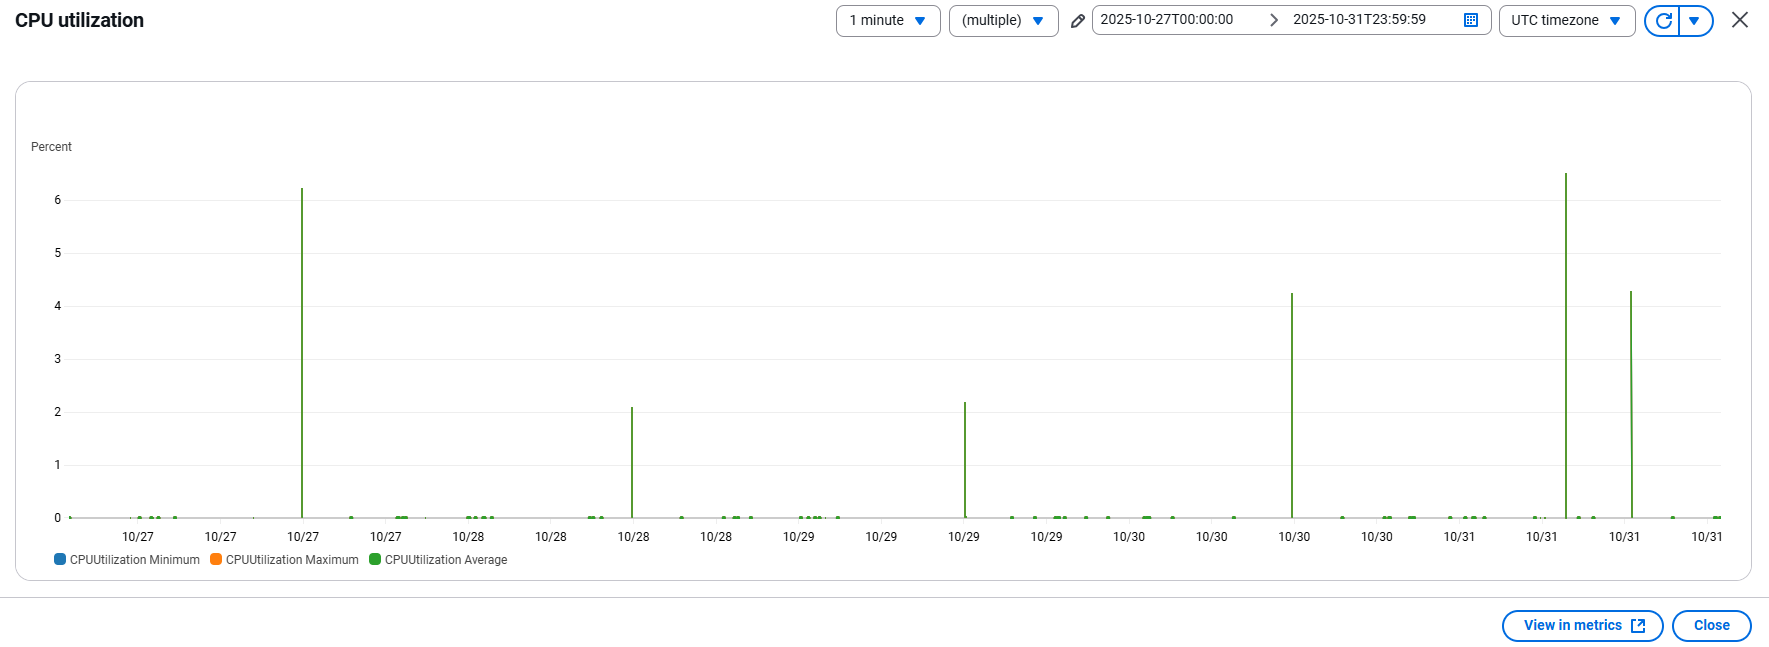 CPU utilization
1 minute
(multiple)
2025-10-27T00:00:00
2025-10-31T23:59:59
UTC timezone
Percent
6
5
4
3
2
1
0
10/27 10/27 10/27 10/27 10/28 10/28 10/28 10/28 10/29 10/29 10/29 10/29 10/30 10/30 10/30 10/30 10/31 10/31 10/31 10/31
CPUUtilization Minimum CPUUtilization Maximum CPUUtilization Average
View in metrics
Close